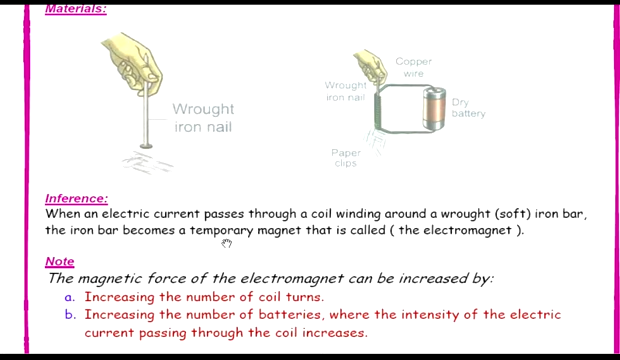 Materials:
Copper
wire
Wrought
iron nail
Wrought
iron nail
Dry
battery
Paper
clips
Inference:
When an electric current passes through a coil winding around a wrought (soft) iron bar,
the iron bar becomes a temporary magnet that is called ( the electromagnet ).
Note
The magnetic force of the electromagnet can be increased by:
a. Increasing the number of coil turns.
b. Increasing the number of batteries, where the intensity of the electric
current passing through the coil increases.